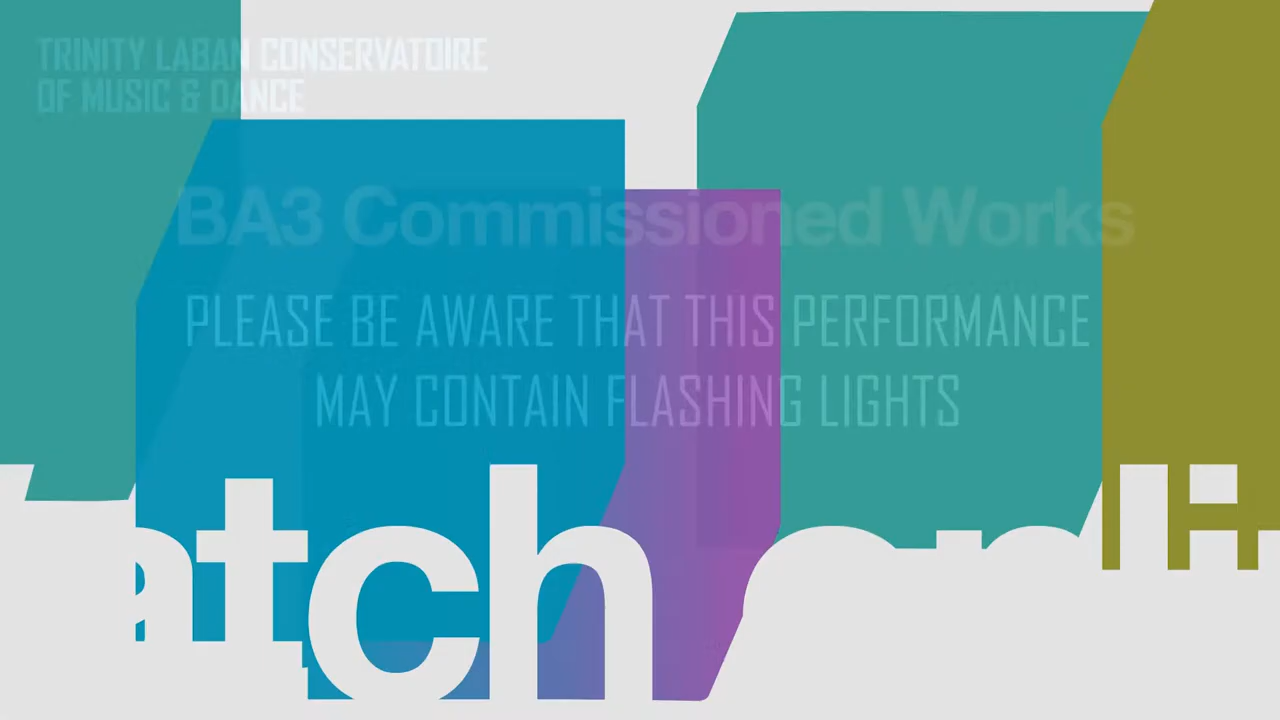 TRINITY LABAN CONSERVATOIRE
OF MUSIC & DANCE
BA3 Commissioned Works
PLEASE BE AWARE THAT THIS PERFORMANCE
MAY CONTAIN FLASHING LIGHTS
atch onli